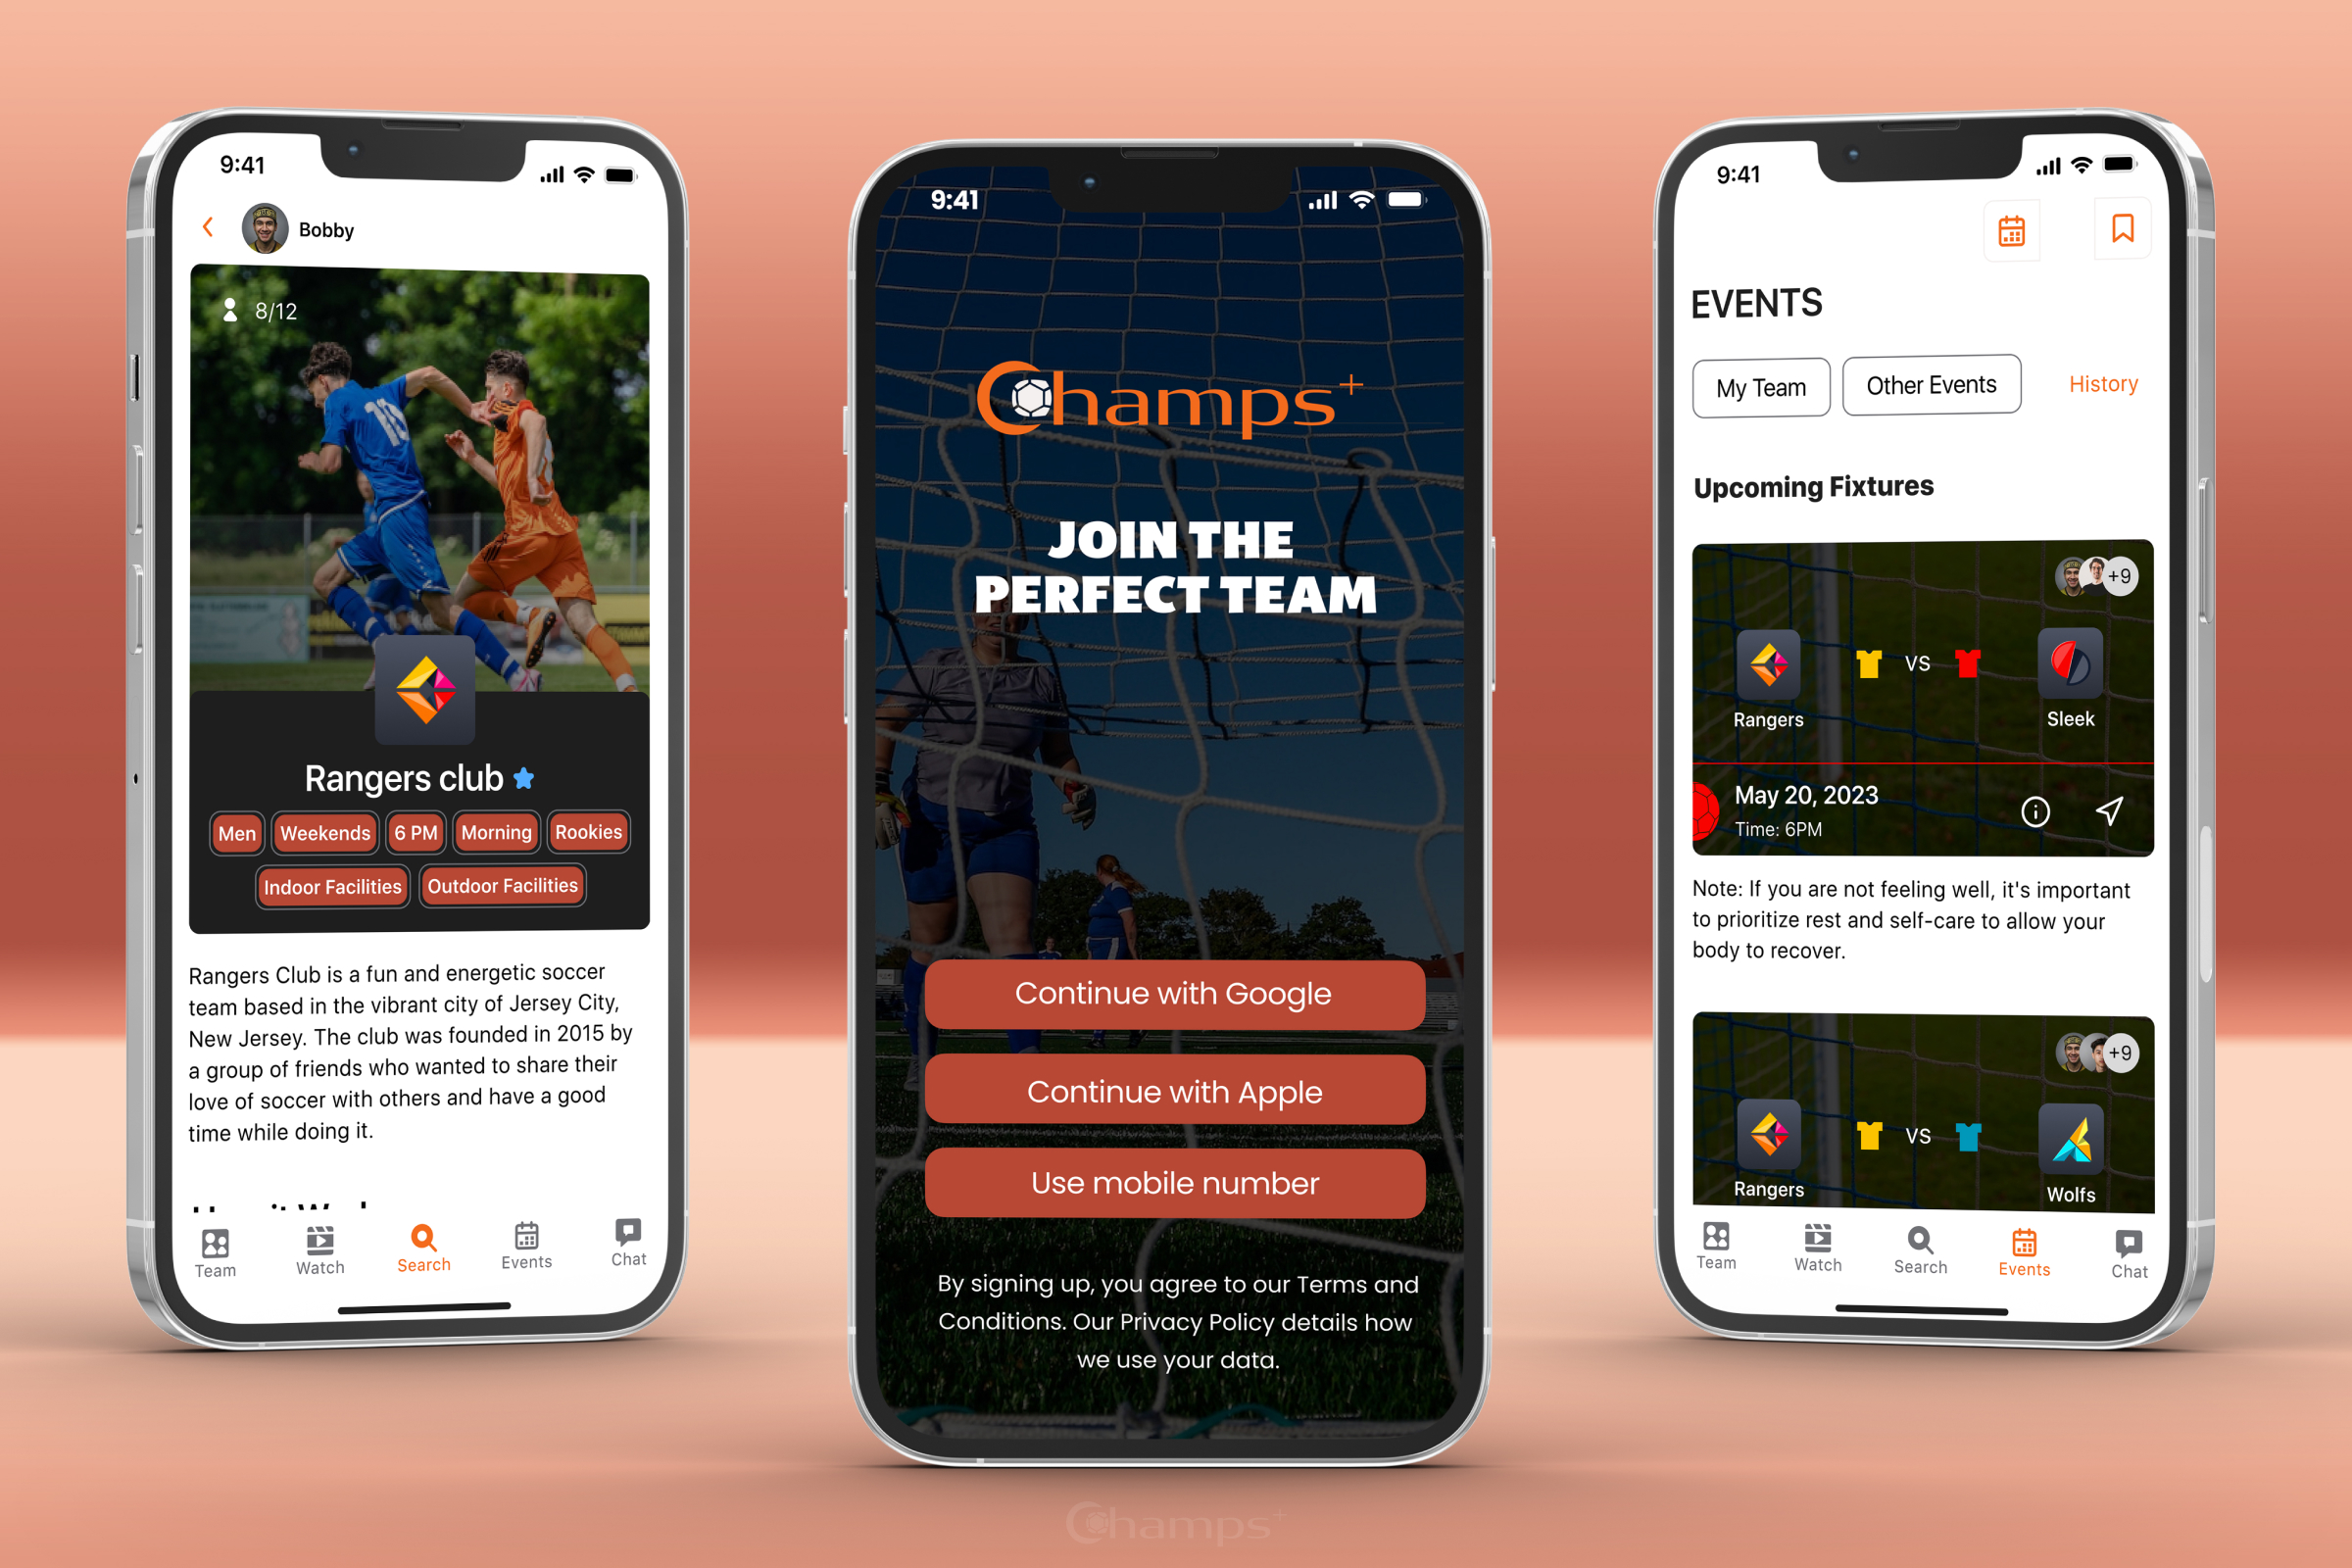 9:41
Bobby
8/12
10
Rangers club
Men
Weekends
6 PM
Morning
Rookies
Indoor Facilities
Outdoor Facilities
Rangers Club is a fun and energetic soccer
team based in the vibrant city of Jersey City,
New Jersey. The club was founded in 2015 by
a group of friends who wanted to share their
love of soccer with others and have a good
time while doing it.
Team
Watch
Search
Events
Chat
9:41
Champs+
JOIN THE
PERFECT TEAM
Continue with Google
Continue with Apple
Use mobile number
By signing up, you agree to our Terms and
Conditions. Our Privacy Policy details how
we use your data.
9:41
EVENTS
My Team
Other Events
History
Upcoming Fixtures
+9
VS
Rangers
Sleek
May 20, 2023
Time: 6PM
Note: If you are not feeling well, it's important
to prioritize rest and self-care to allow your
body to recover.
+9
VS
Rangers
Wolfs
Team
Watch
Search
Events
Chat
Champs+